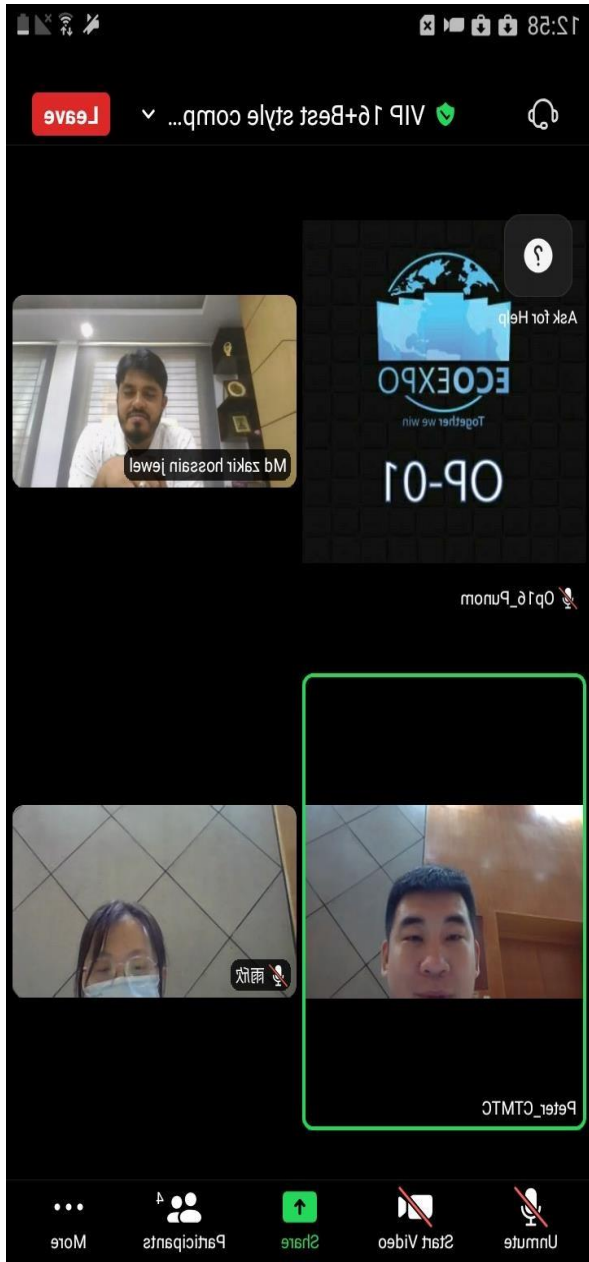 12:58
VIP 16+Best style comp...
Leave
?
Ask for Help
ECOEXPO
Together we win
OP-01
Op16_Punom
Md zakir hossain jewel
Peter_CTMTC
雨欣
Unmute
Start Video
Share
4
Participants
More